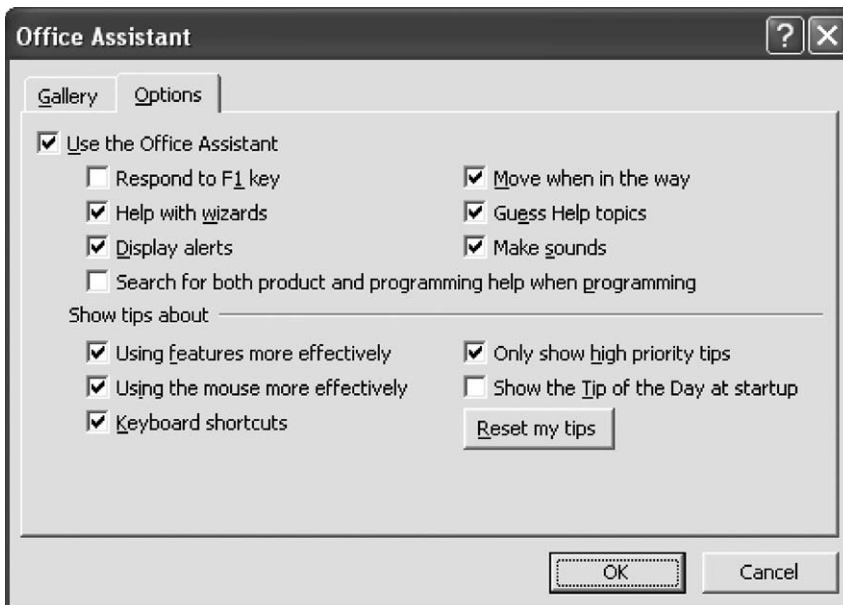 Office Assistant
Gallery Options
Use the Office Assistant
Respond to F1 key Move when in the way
Help with wizards Guess Help topics
Display alerts Make sounds
Search for both product and programming help when programming
Show tips about
Using features more effectively Only show high priority tips
Using the mouse more effectively Show the Tip of the Day at startup
Keyboard shortcuts Reset my tips
OK Cancel